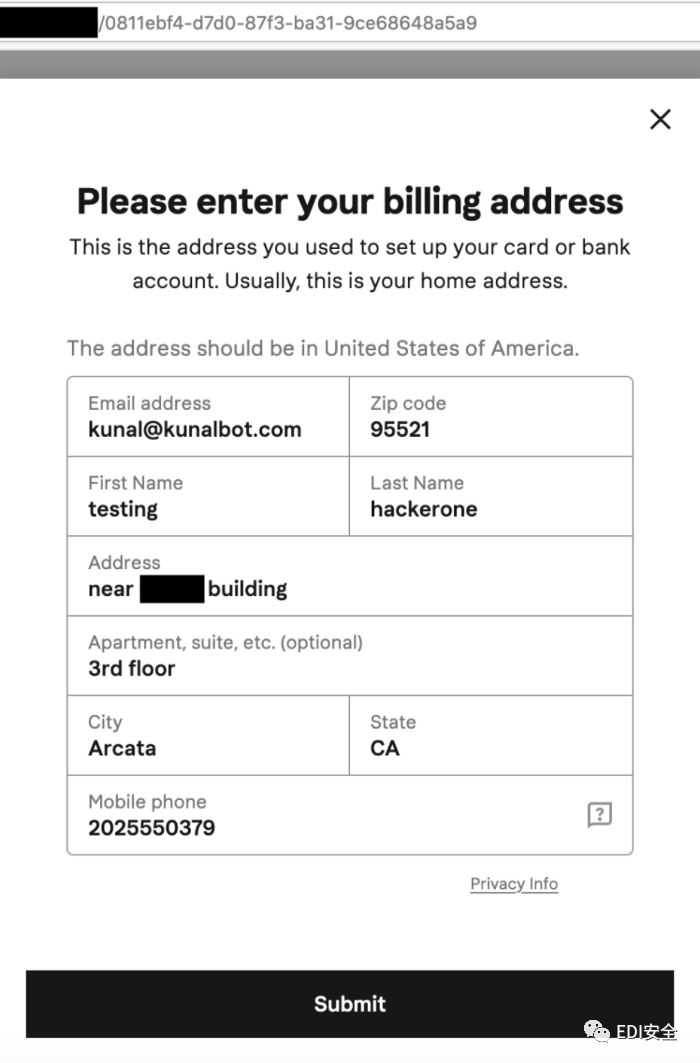 /0811ebf4-d7d0-87f3-ba31-9ce68648a5a9
Please enter your billing address
This is the address you used to set up your card or bank
account. Usually, this is your home address.
The address should be in United States of America.
Email address
kunal@kunalbot.com
Zip code
95521
First Name
testing
Last Name
hackerone
Address
near building
Apartment, suite, etc. (optional)
3rd floor
City
Arcata
State
CA
Mobile phone
2025550379
?
Privacy Info
Submit
EDI安全